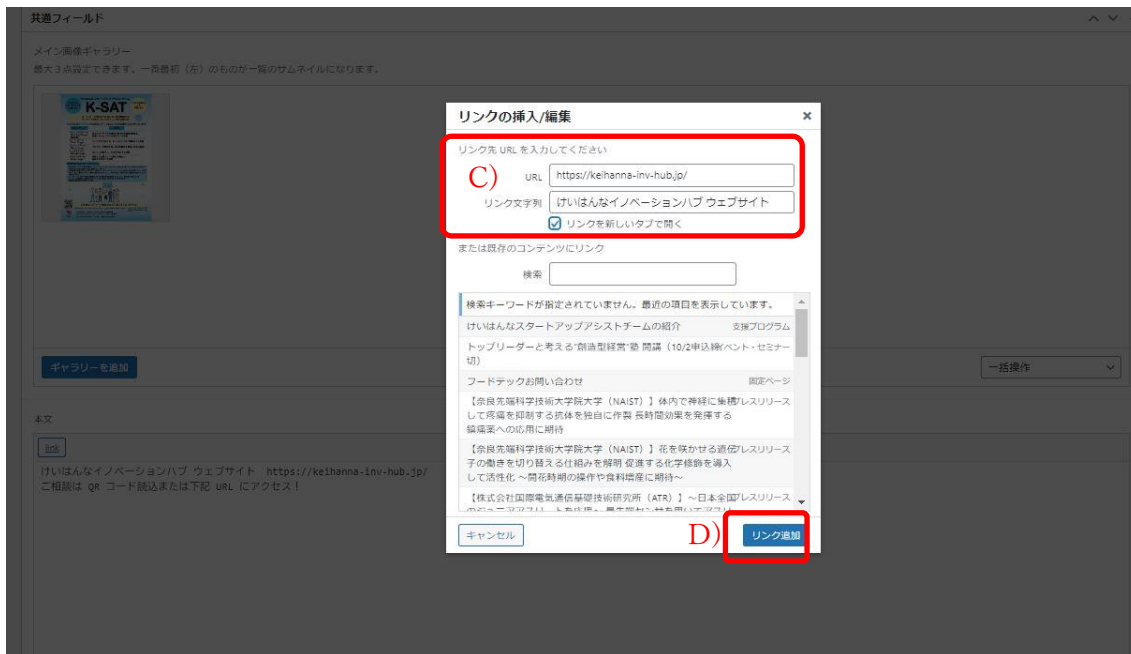 共通フィールド
メイン画像ギャラリー
最大3点設定できます。一番最初（左）のものが一覧のサムネイルになります。
K-SAT
ギャラリーを追加
一括操作
本文
link
けいはんなイノベーションハブ ウェブサイト https://keihanna-inv-hub.jp/
ご相談は QR コード読込または下記 URL にアクセス！
リンクの挿入/編集
×
リンク先 URL を入力してください
C)
URL https://keihanna-inv-hub.jp/
リンク文字列 けいはんなイノベーションハブ ウェブサイト
リンクを新しいタブで開く
または既存のコンテンツにリンク
検索
検索キーワードが指定されていません。最近の項目を表示しています。
けいはんなスタートアップアシストチームの紹介 支援プログラム
トップリーダーと考える"創造型経営"塾 開講（10/2申込締 ベント・セミナー
切）
フードテックお問い合わせ 固定ページ
【奈良先端科学技術大学院大学（NAIST）】体内で神経に集積 プレスリリース
して疼痛を抑制する抗体を独自に作製 長時間効果を発揮する
鎮痛薬への応用に期待
【奈良先端科学技術大学院大学（NAIST）】花を咲かせる遺伝 プレスリリース
子の働きを切り替える仕組みを解明 促進する化学修飾を導入
して活性化 ～開花時期の操作や食料増産に期待～
【株式会社国際電気通信基礎技術研究所（ATR）】～日本全国 プレスリリース
キャンセル
D)
リンク追加